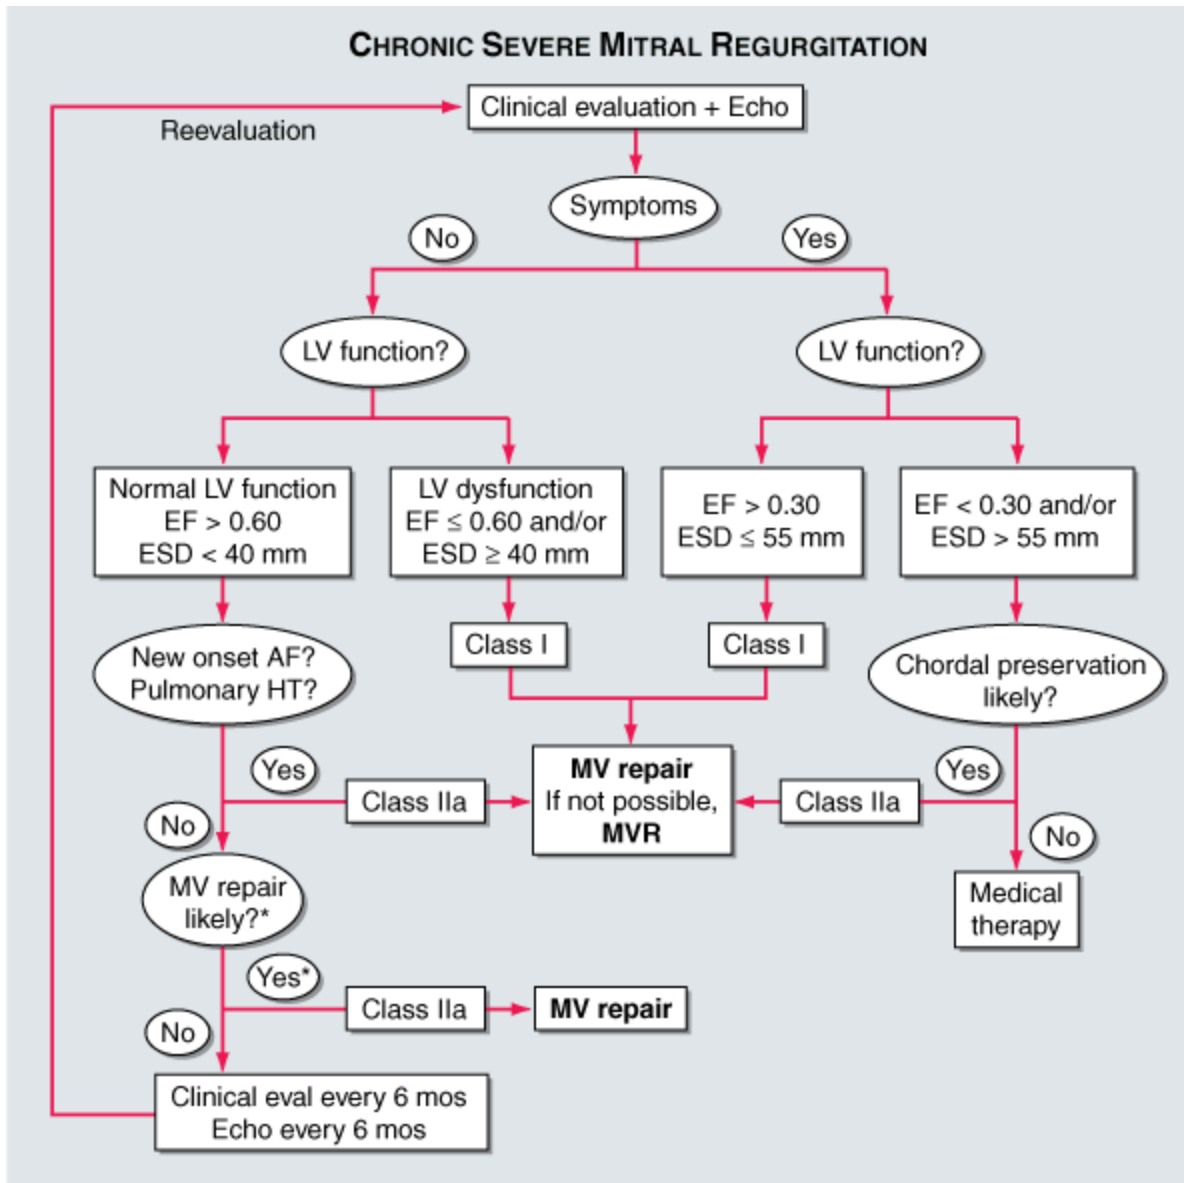 CHRONIC SEVERE MITRAL REGURGITATION
Clinical evaluation + Echo
Reevaluation
Symptoms
No
Yes
LV function?
LV function?
Normal LV function
EF > 0.60
ESD < 40 mm
LV dysfunction
EF ≤ 0.60 and/or
ESD ≥ 40 mm
EF > 0.30
ESD ≤ 55 mm
EF < 0.30 and/or
ESD > 55 mm
New onset AF?
Pulmonary HT?
Class I
Class I
Chordal preservation
likely?
Yes
Class IIa
MV repair
If not possible,
MVR
Class IIa
Yes
No
No
MV repair
likely?*
Medical
therapy
Yes*
Class IIa
MV repair
No
Clinical eval every 6 mos
Echo every 6 mos